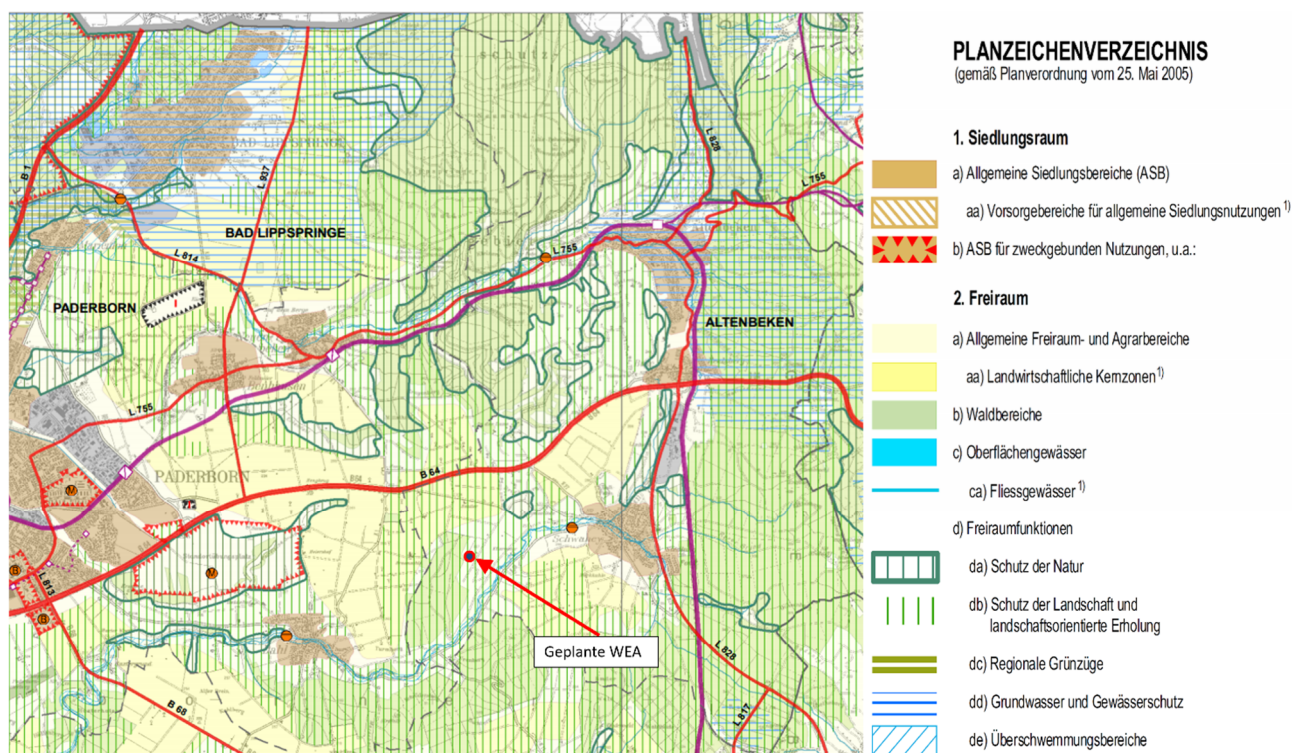 B 1
L 937
BAD LIPPSPRINGE
BAD LIPPSPRINGE
L 814
PADERBORN
L 755
L 828
L 755
ALTENBEKEN
L 755
PADERBORN
B 64
L 813
Geplante WEA
L 828
L 817
B 68
PLANZEICHENVERZEICHNIS
(gemäß Planverordnung vom 25. Mai 2005)
1. Siedlungsraum
a) Allgemeine Siedlungsbereiche (ASB)
aa) Vorsorgebereiche für allgemeine Siedlungsnutzungen 1)
b) ASB für zweckgebunden Nutzungen, u.a.:
2. Freiraum
a) Allgemeine Freiraum- und Agrarbereiche
aa) Landwirtschaftliche Kernzonen 1)
b) Waldbereiche
c) Oberflächengewässer
ca) Fliessgewässer 1)
d) Freiraumfunktionen
da) Schutz der Natur
db) Schutz der Landschaft und
landschaftsorientierte Erholung
dc) Regionale Grünzüge
dd) Grundwasser und Gewässerschutz
de) Überschwemmungsbereiche